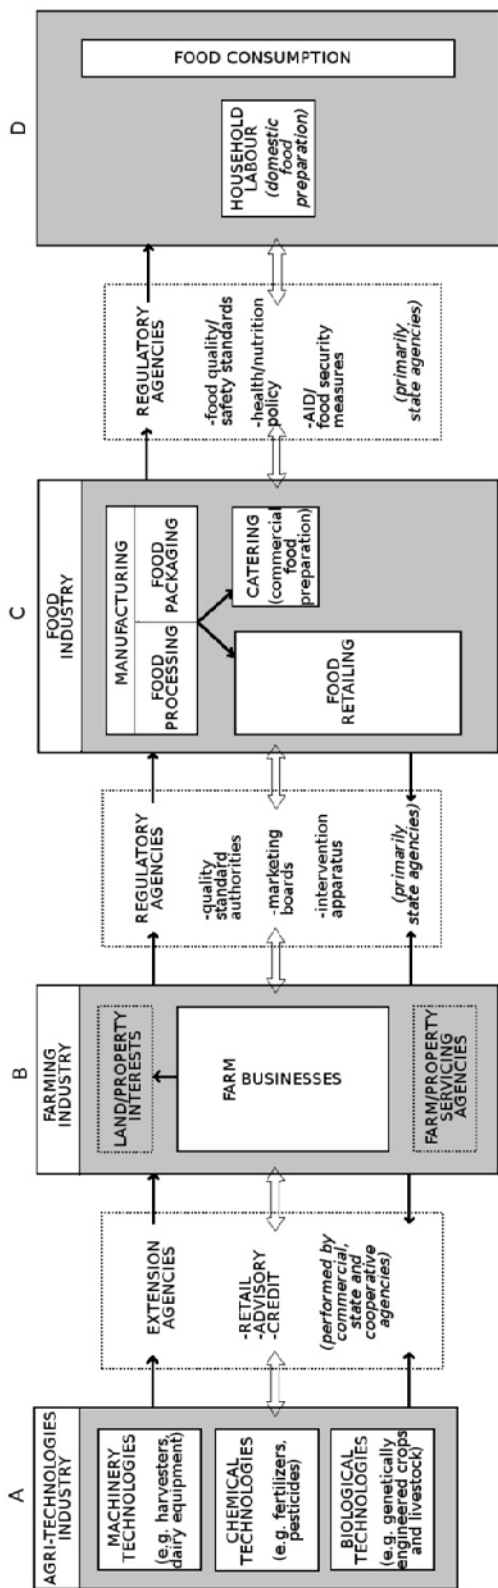 A
AGRI-TECHNOLOGIES
INDUSTRY
MACHINERY
TECHNOLOGIES
(e.g. harvesters,
dairy equipment)
CHEMICAL
TECHNOLOGIES
(e.g. fertilizers,
pesticides)
BIOLOGICAL
TECHNOLOGIES
(e.g. genetically
engineered crops
and livestock)
EXTENSION
AGENCIES
-RETAIL
-ADVISORY
-CREDIT
(performed by
commercial,
state and
cooperative
agencies)
B
FARMING
INDUSTRY
LAND/PROPERTY
INTERESTS
FARM
BUSINESSES
FARM/PROPERTY
SERVICING
AGENCIES
REGULATORY
AGENCIES
-quality
standard
authorities
-marketing
boards
-intervention
apparatus
(primarily
state agencies)
C
FOOD
INDUSTRY
MANUFACTURING
FOOD
PROCESSING
FOOD
PACKAGING
FOOD
RETAILING
CATERING
(commercial
food
preparation)
REGULATORY
AGENCIES
-food quality/
safety standards
-health/nutrition
policy
-AID/
food security
measures
(primarily
state agencies)
D
HOUSEHOLD
LABOUR
(domestic
food
preparation)
FOOD CONSUMPTION